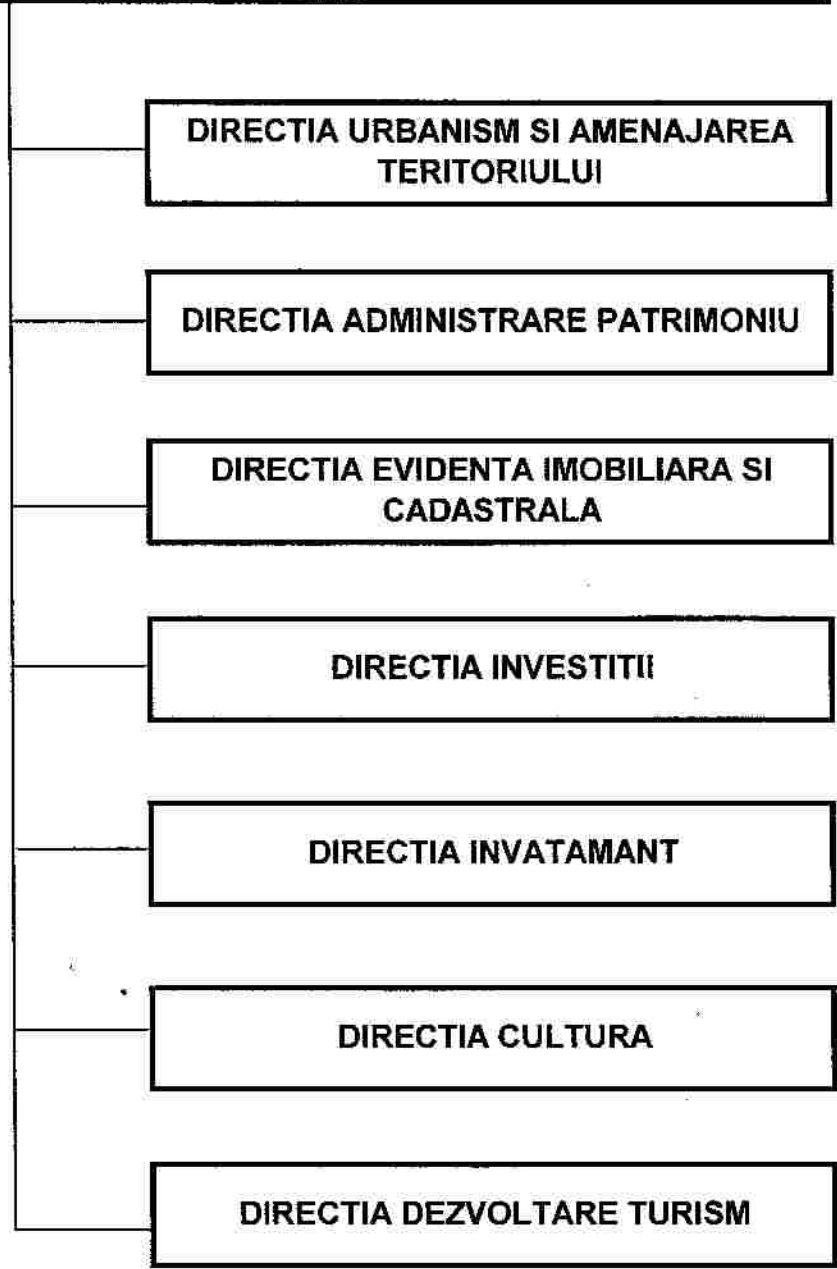 DIRECTIA URBANISM SI AMENAJAREA
TERITORIULUI
DIRECTIA ADMINISTRARE PATRIMONIU
DIRECTIA EVIDENTA IMOBILIARA SI
CADASTRALA
DIRECTIA INVESTITII
DIRECTIA INVATAMANT
DIRECTIA CULTURA
DIRECTIA DEZVOLTARE TURISM